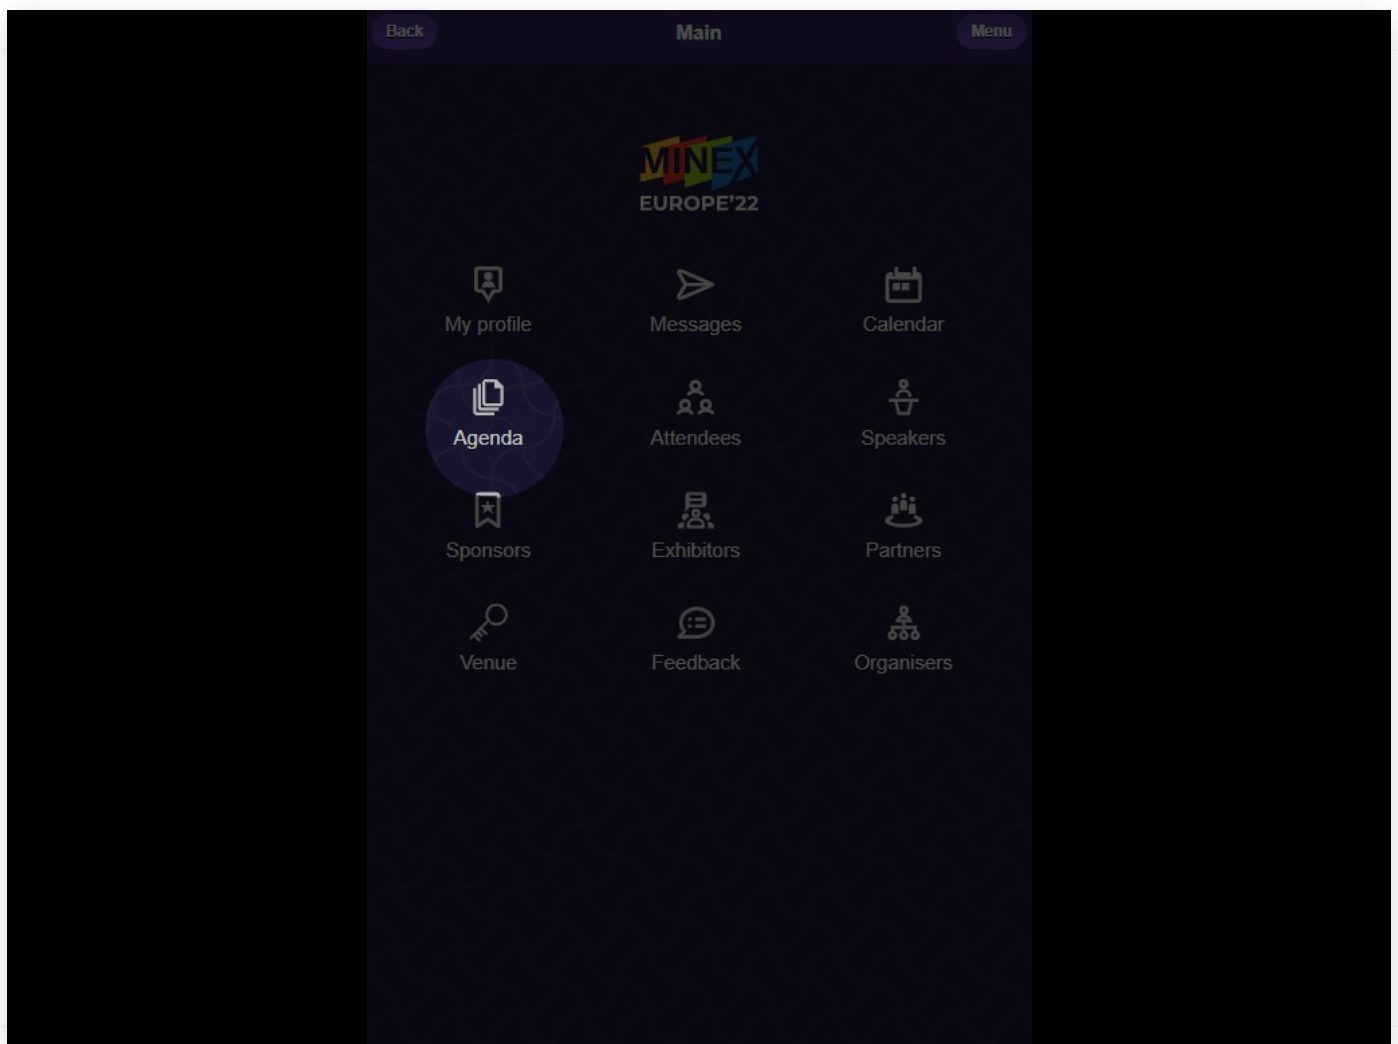 Back Main Menu
MINEX
EUROPE'22
My profile Messages Calendar
Agenda Attendees Speakers
Sponsors Exhibitors Partners
Venue Feedback Organisers